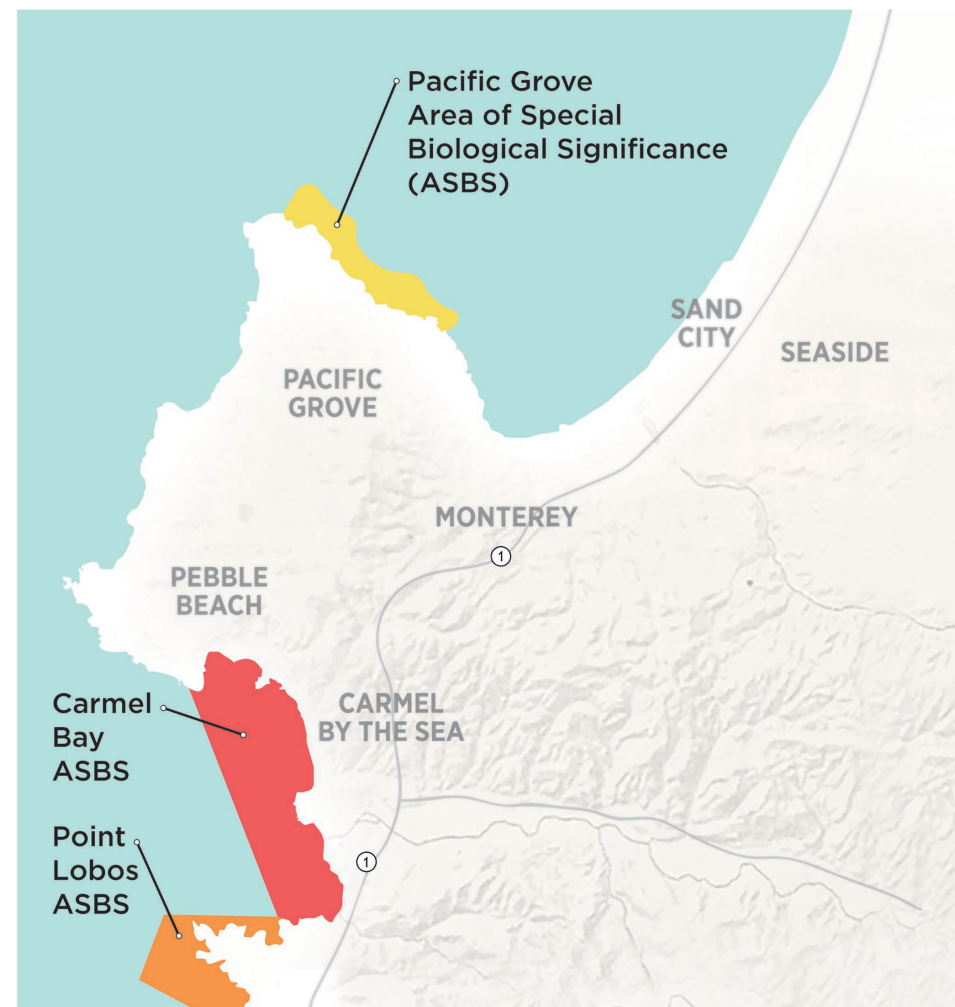 Pacific Grove
Area of Special
Biological Significance
(ASBS)
SAND
CITY
SEASIDE
PACIFIC
GROVE
MONTEREY
1
PEBBLE
BEACH
Carmel
Bay
ASBS
CARMEL
BY THE SEA
Point
Lobos
ASBS
1